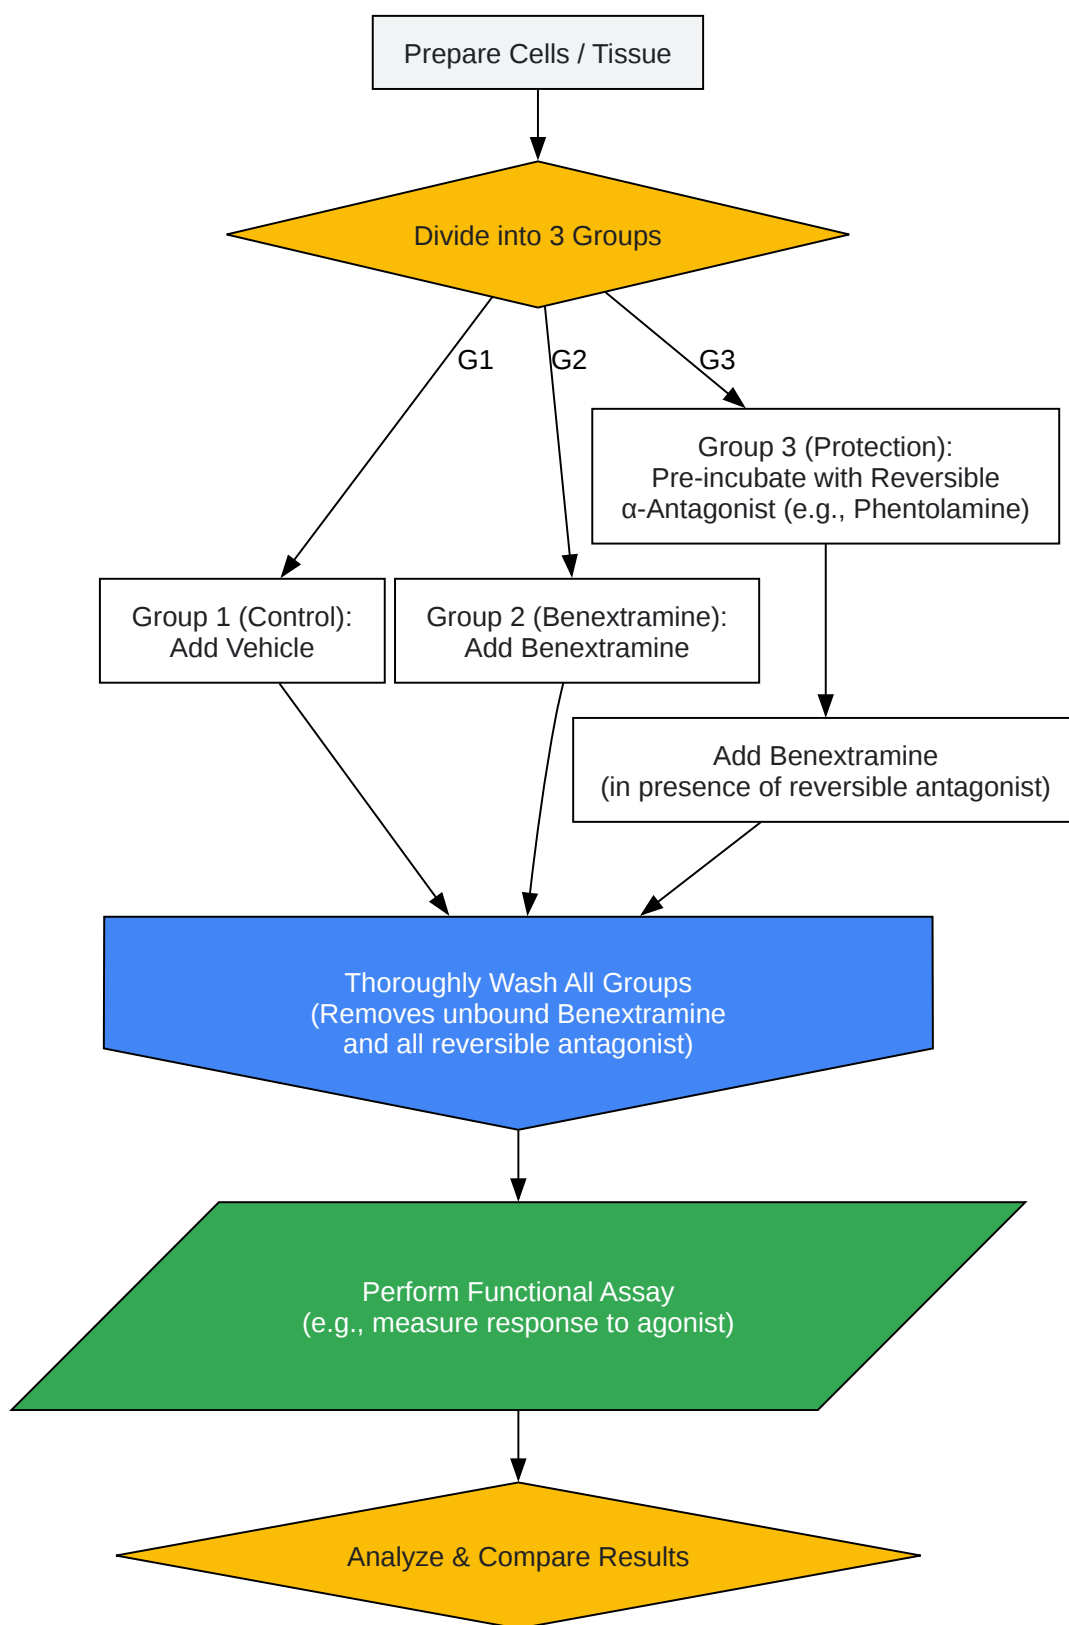 Prepare Cells / Tissue
Divide into 3 Groups
G1
G2
G3
Group 3 (Protection):
Pre-incubate with Reversible
α-Antagonist (e.g., Phentolamine)
Group 1 (Control):
Add Vehicle
Group 2 (Benextramine):
Add Benextramine
Add Benextramine
(in presence of reversible antagonist)
Thoroughly Wash All Groups
(Removes unbound Benextramine
and all reversible antagonist)
Perform Functional Assay
(e.g., measure response to agonist)
Analyze & Compare Results